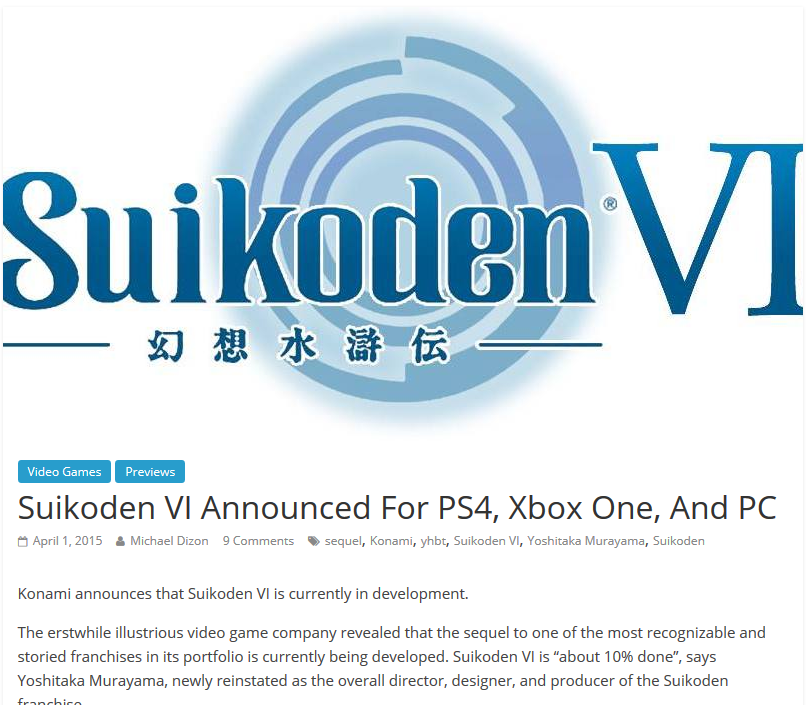 Suikoden® VI
幻想水滸伝
Video Games Previews
Suikoden VI Announced For PS4, Xbox One, And PC
April 1, 2015 Michael Dizon 9 Comments sequel, Konami, yhbt, Suikoden VI, Yoshitaka Murayama, Suikoden
Konami announces that Suikoden VI is currently in development.
The erstwhile illustrious video game company revealed that the sequel to one of the most recognizable and
storied franchises in its portfolio is currently being developed. Suikoden VI is “about 10% done”, says
Yoshitaka Murayama, newly reinstated as the overall director, designer, and producer of the Suikoden
franchise